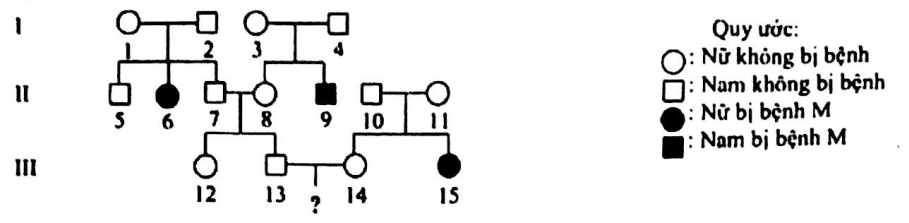 I
1 2 3 4
II
5 6 7 8 9 10 11
III
12 13 ? 14 15
Quy ước:
: Nữ không bị bệnh
: Nam không bị bệnh
: Nữ bị bệnh M
: Nam bị bệnh M